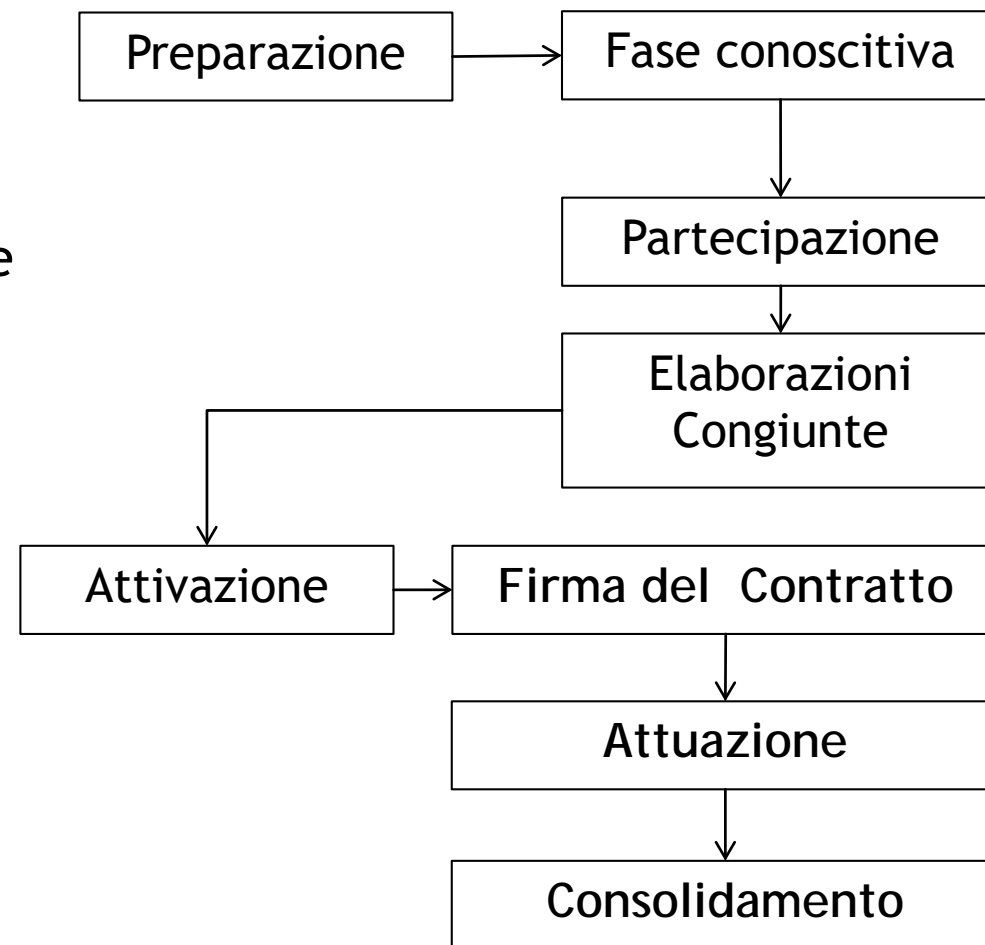 Preparazione
Fase conoscitiva
Partecipazione
e
Elaborazioni
Congiunte
Attivazione
Firma del Contratto
Attuazione
Consolidamento